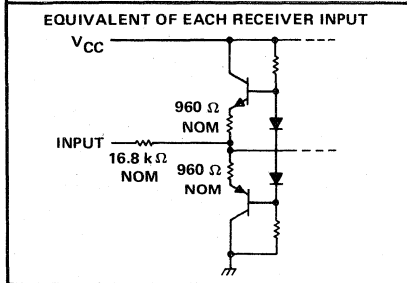 EQUIVALENT OF EACH RECEIVER INPUT
VCC
960 Ω
NOM
INPUT
16.8 kΩ
NOM
960 Ω
NOM